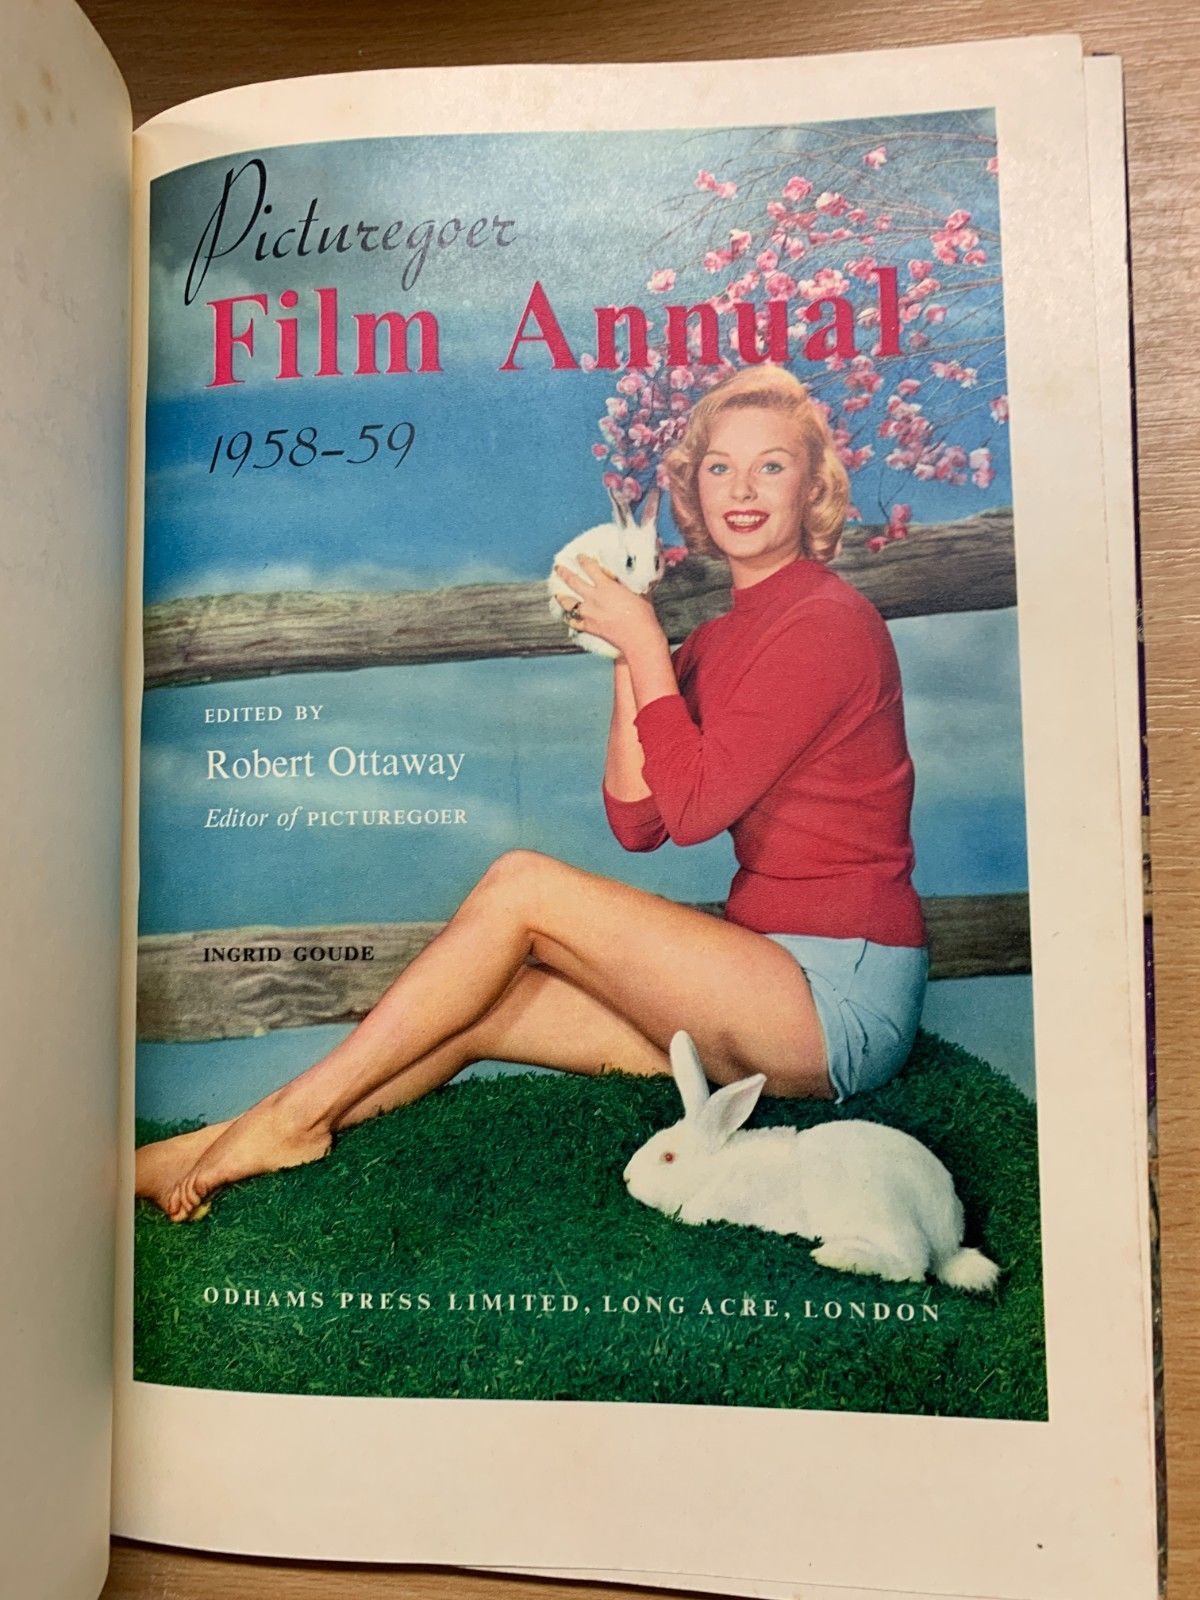 Picturegoer
Film Annual
1958-59
EDITED BY
Robert Ottaway
Editor of PICTUREGOER
INGRID GOUDE
ODHAMS PRESS LIMITED, LONG ACRE, LONDON